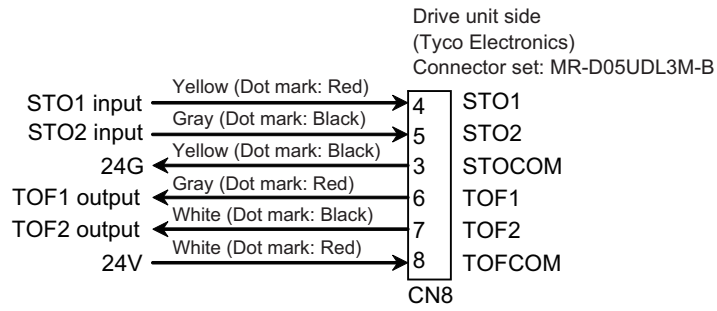 Drive unit side
(Tyco Electronics)
Connector set: MR-D05UDL3M-B
STO1 input Yellow (Dot mark: Red) 4 STO1
STO2 input Gray (Dot mark: Black) 5 STO2
24G Yellow (Dot mark: Black) 3 STOCOM
TOF1 output Gray (Dot mark: Red) 6 TOF1
TOF2 output White (Dot mark: Black) 7 TOF2
24V White (Dot mark: Red) 8 TOFCOM
CN8